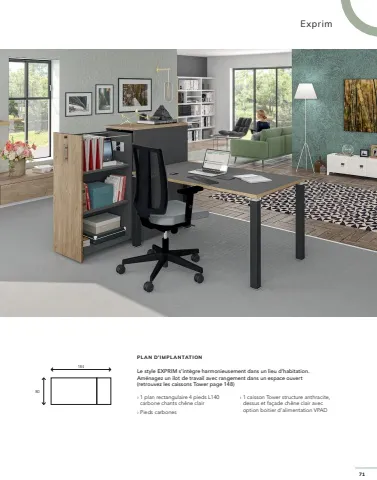 Exprim
PLAN D'IMPLANTATION
Le style EXPRIM s'intègre harmonieusement dans un lieu d'habitation.
Aménagez un îlot de travail avec rangement dans un espace ouvert
(retrouvez les caissons Tower page 148)
› 1 plan rectangulaire 4 pieds L140
carbone chants chêne clair
› Pieds carbones
› 1 caisson Tower structure anthracite,
dessus et façade chêne clair avec
option boitier d'alimentation VPAD
80
71